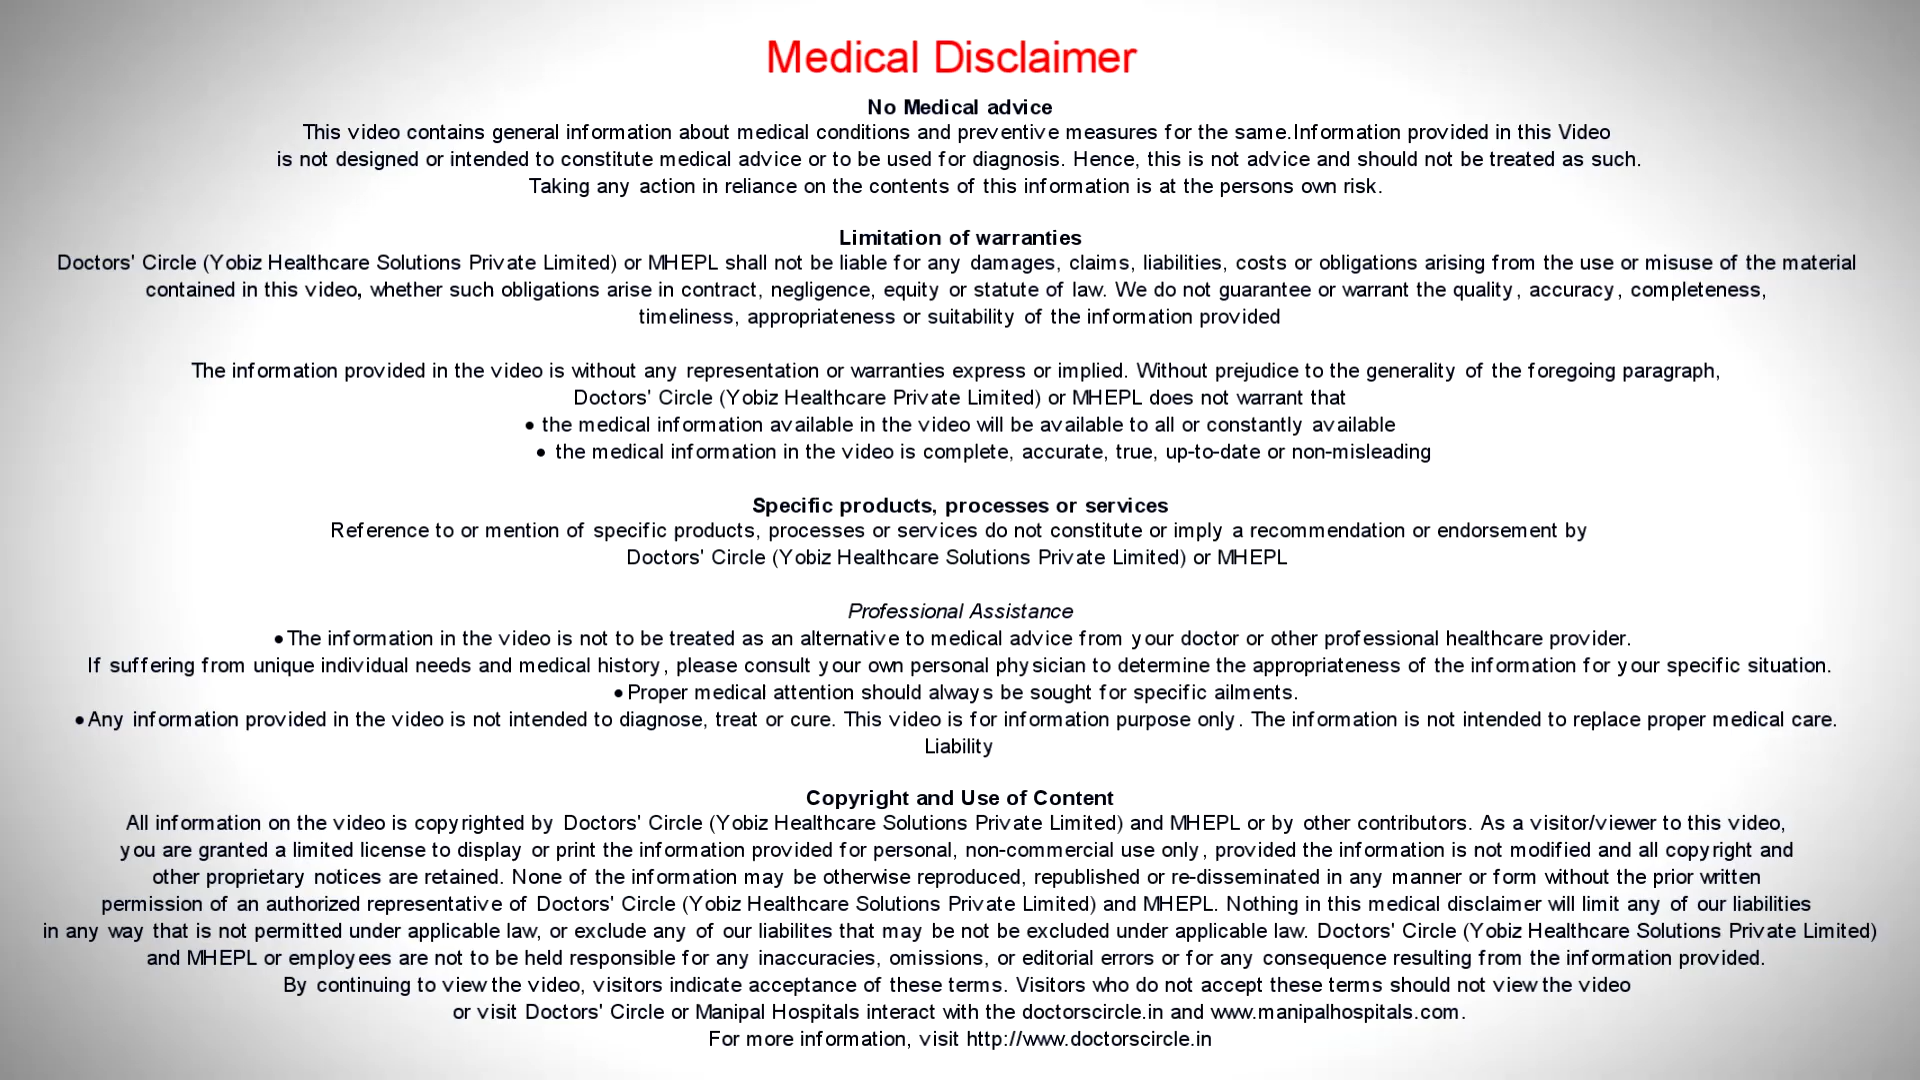 Medical Disclaimer
No Medical advice
This video contains general information about medical conditions and preventive measures for the same.Information provided in this Video
is not designed or intended to constitute medical advice or to be used for diagnosis. Hence, this is not advice and should not be treated as such.
Taking any action in reliance on the contents of this information is at the persons own risk.
Limitation of warranties
Doctors' Circle (Yobiz Healthcare Solutions Private Limited) or MHEPL shall not be liable for any damages, claims, liabilities, costs or obligations arising from the use or misuse of the material
contained in this video, whether such obligations arise in contract, negligence, equity or statute of law. We do not guarantee or warrant the quality, accuracy, completeness,
timeliness, appropriateness or suitability of the information provided
The information provided in the video is without any representation or warranties express or implied. Without prejudice to the generality of the foregoing paragraph,
Doctors' Circle (Yobiz Healthcare Private Limited) or MHEPL does not warrant that
• the medical information available in the video will be available to all or constantly available
• the medical information in the video is complete, accurate, true, up-to-date or non-misleading
Specific products, processes or services
Reference to or mention of specific products, processes or services do not constitute or imply a recommendation or endorsement by
Doctors' Circle (Yobiz Healthcare Solutions Private Limited) or MHEPL
Professional Assistance
•The information in the video is not to be treated as an alternative to medical advice from your doctor or other professional healthcare provider.
If suffering from unique individual needs and medical history, please consult your own personal physician to determine the appropriateness of the information for your specific situation.
•Proper medical attention should always be sought for specific ailments.
•Any information provided in the video is not intended to diagnose, treat or cure. This video is for information purpose only. The information is not intended to replace proper medical care.
Liability
Copyright and Use of Content
All information on the video is copyrighted by Doctors' Circle (Yobiz Healthcare Solutions Private Limited) and MHEPL or by other contributors. As a visitor/viewer to this video,
you are granted a limited license to display or print the information provided for personal, non-commercial use only, provided the information is not modified and all copyright and
other proprietary notices are retained. None of the information may be otherwise reproduced, republished or re-disseminated in any manner or form without the prior written
permission of an authorized representative of Doctors' Circle (Yobiz Healthcare Solutions Private Limited) and MHEPL. Nothing in this medical disclaimer will limit any of our liabilities
in any way that is not permitted under applicable law, or exclude any of our liabilites that may be not be excluded under applicable law. Doctors' Circle (Yobiz Healthcare Solutions Private Limited)
and MHEPL or employees are not to be held responsible for any inaccuracies, omissions, or editorial errors or for any consequence resulting from the information provided.
By continuing to view the video, visitors indicate acceptance of these terms. Visitors who do not accept these terms should not view the video
or visit Doctors' Circle or Manipal Hospitals interact with the doctorscircle.in and www.manipalhospitals.com.
For more information, visit http://www.doctorscircle.in